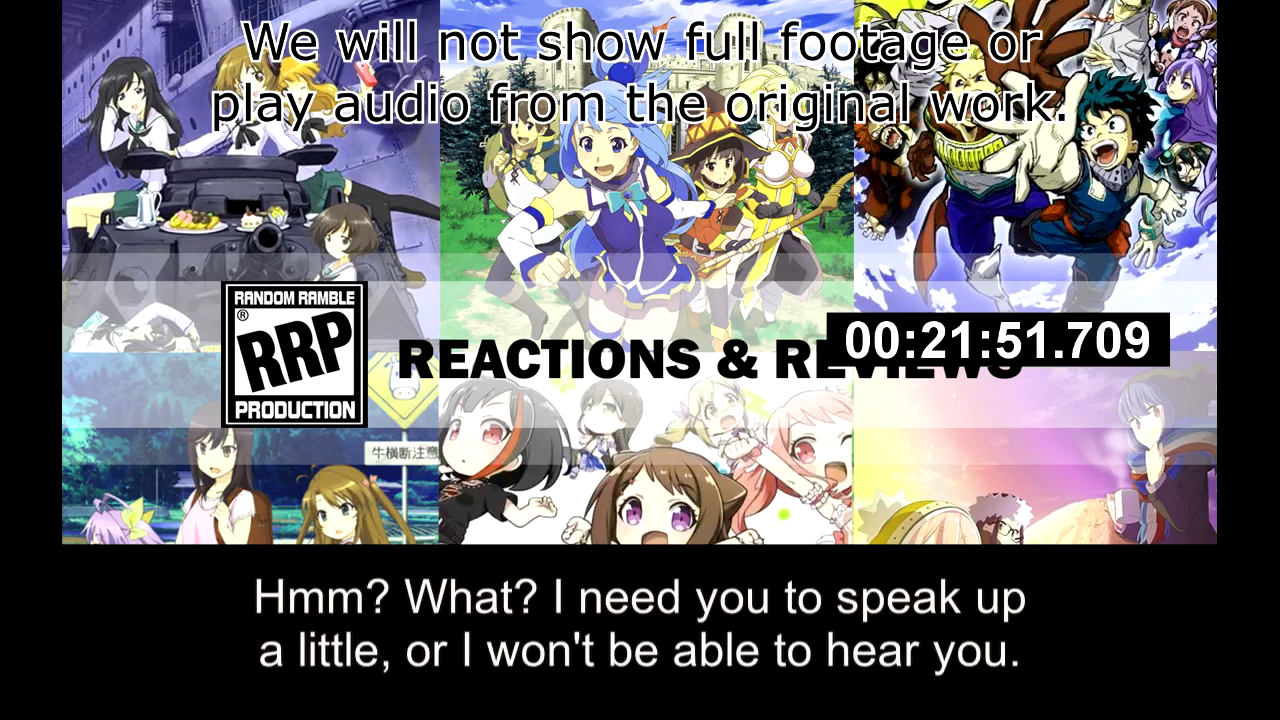 We will not show full footage or
play audio from the original work.
RANDOM RAMBLE
®
RRP
PRODUCTION
REACTIONS & REVIEWS
00:21:51.709
牛横断注意
Hmm? What? I need you to speak up
a little, or I won't be able to hear you.